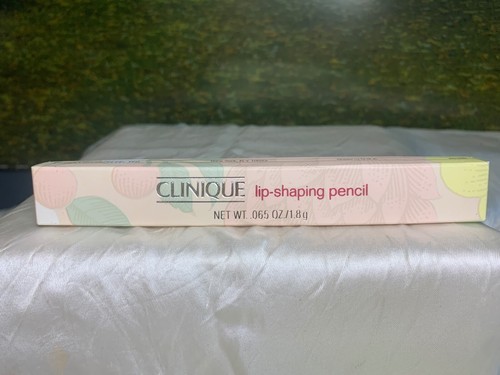 CLINIQUE lip-shaping pencil
NET WT .065 OZ./1.8 g